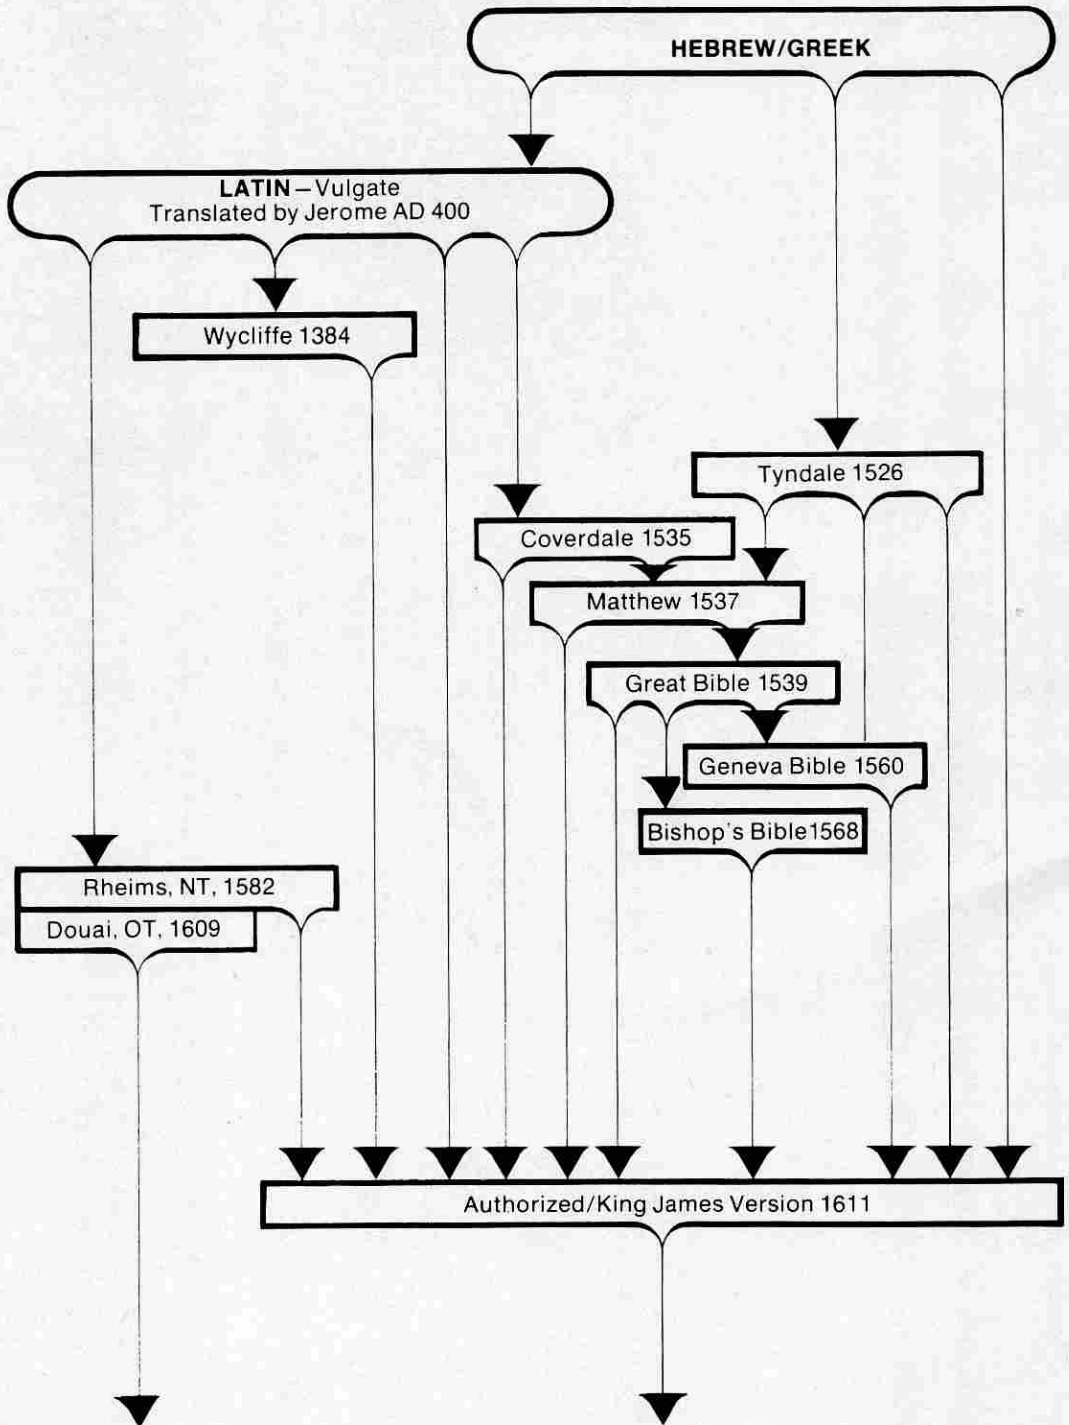 HEBREW/GREEK
LATIN – Vulgate
Translated by Jerome AD 400
Wycliffe 1384
Tyndale 1526
Coverdale 1535
Matthew 1537
Great Bible 1539
Geneva Bible 1560
Bishop's Bible 1568
Rheims, NT, 1582
Douai, OT, 1609
Authorized/King James Version 1611